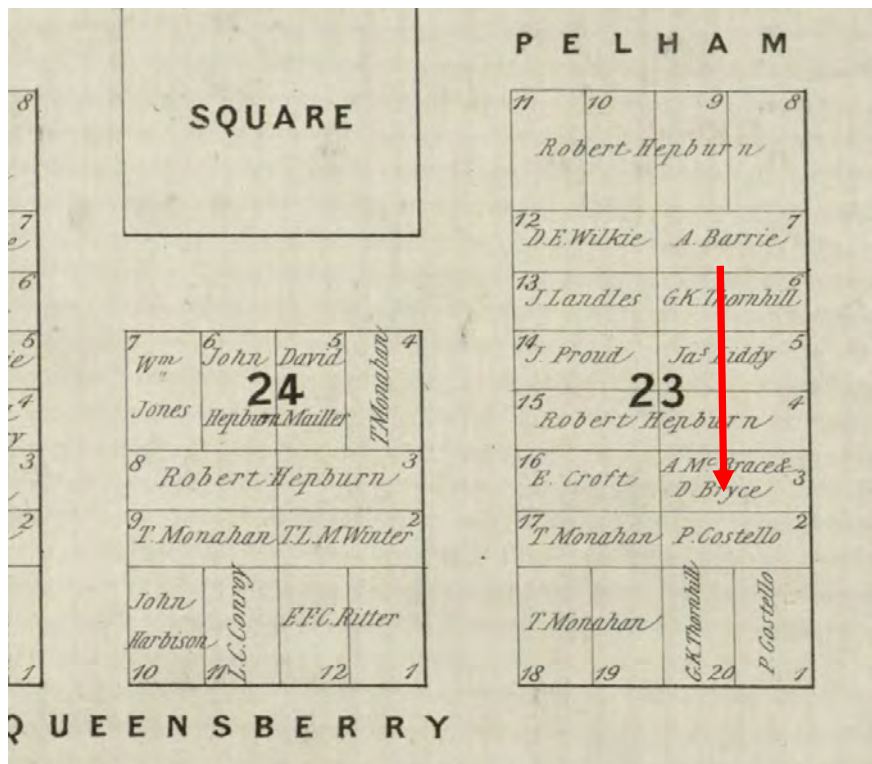 PELHAM
SQUARE
8
7
6
5
4
3
2
1
7 Wm Jones
6 John Hepburn
David Mailler 5
T. Monahan 4
24
8 Robert Hepburn 3
9 T. Monahan
T.L.M Winter 2
John Harbison 10
11 L.C. Conroy
E.F.C. Ritter
12 1
11 10 9 8
Robert Hepburn
12 D.E. Wilkie
A. Barrie 7
13 J Landles
G.K. Thornhill 6
14 J Proud
Jas Liddy 5
23
15 Robert Hepburn 4
16 E. Croft
A. Mc Brace &
D. Bryce 3
17 T Monahan
P. Costello 2
T. Monahan
18 19
G.K. Thornhill 20
P. Costello 1
QUEENSBERRY